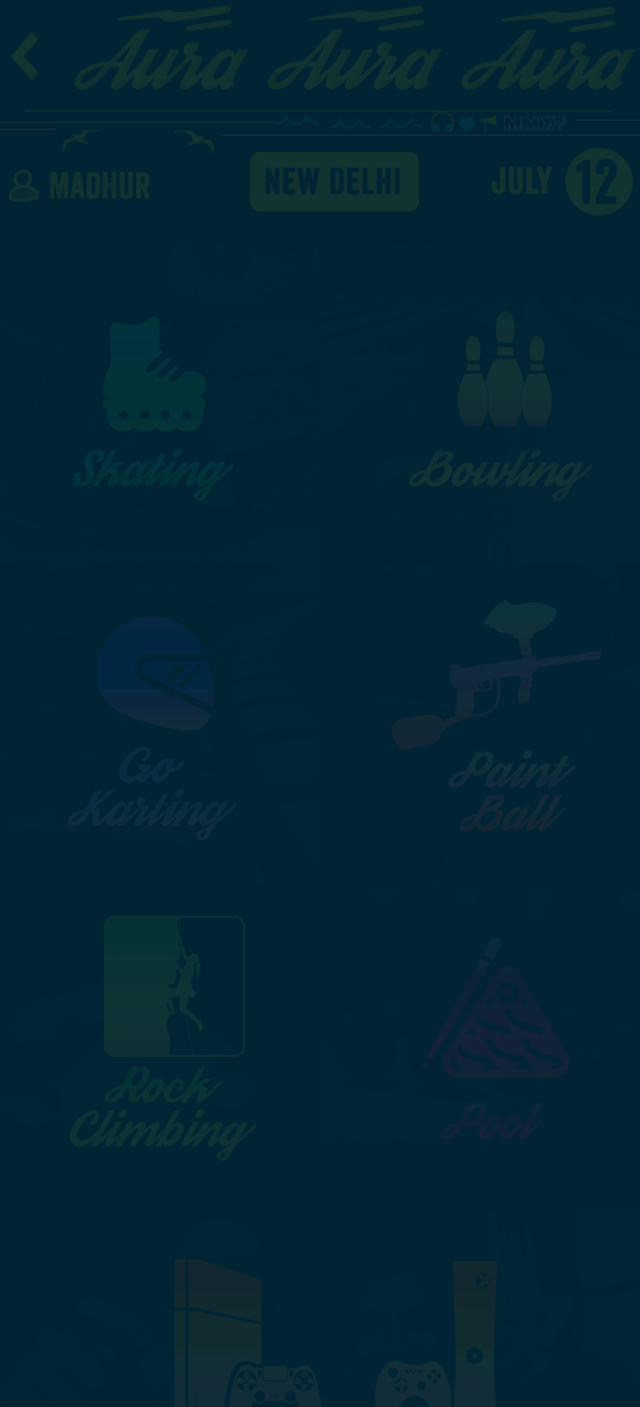 Aura Aura Aura
MMXV
MADHUR
NEW DELHI
JULY 12
Skating
Bowling
Go
Karting
Paint
Ball
Rock
Climbing
Pool